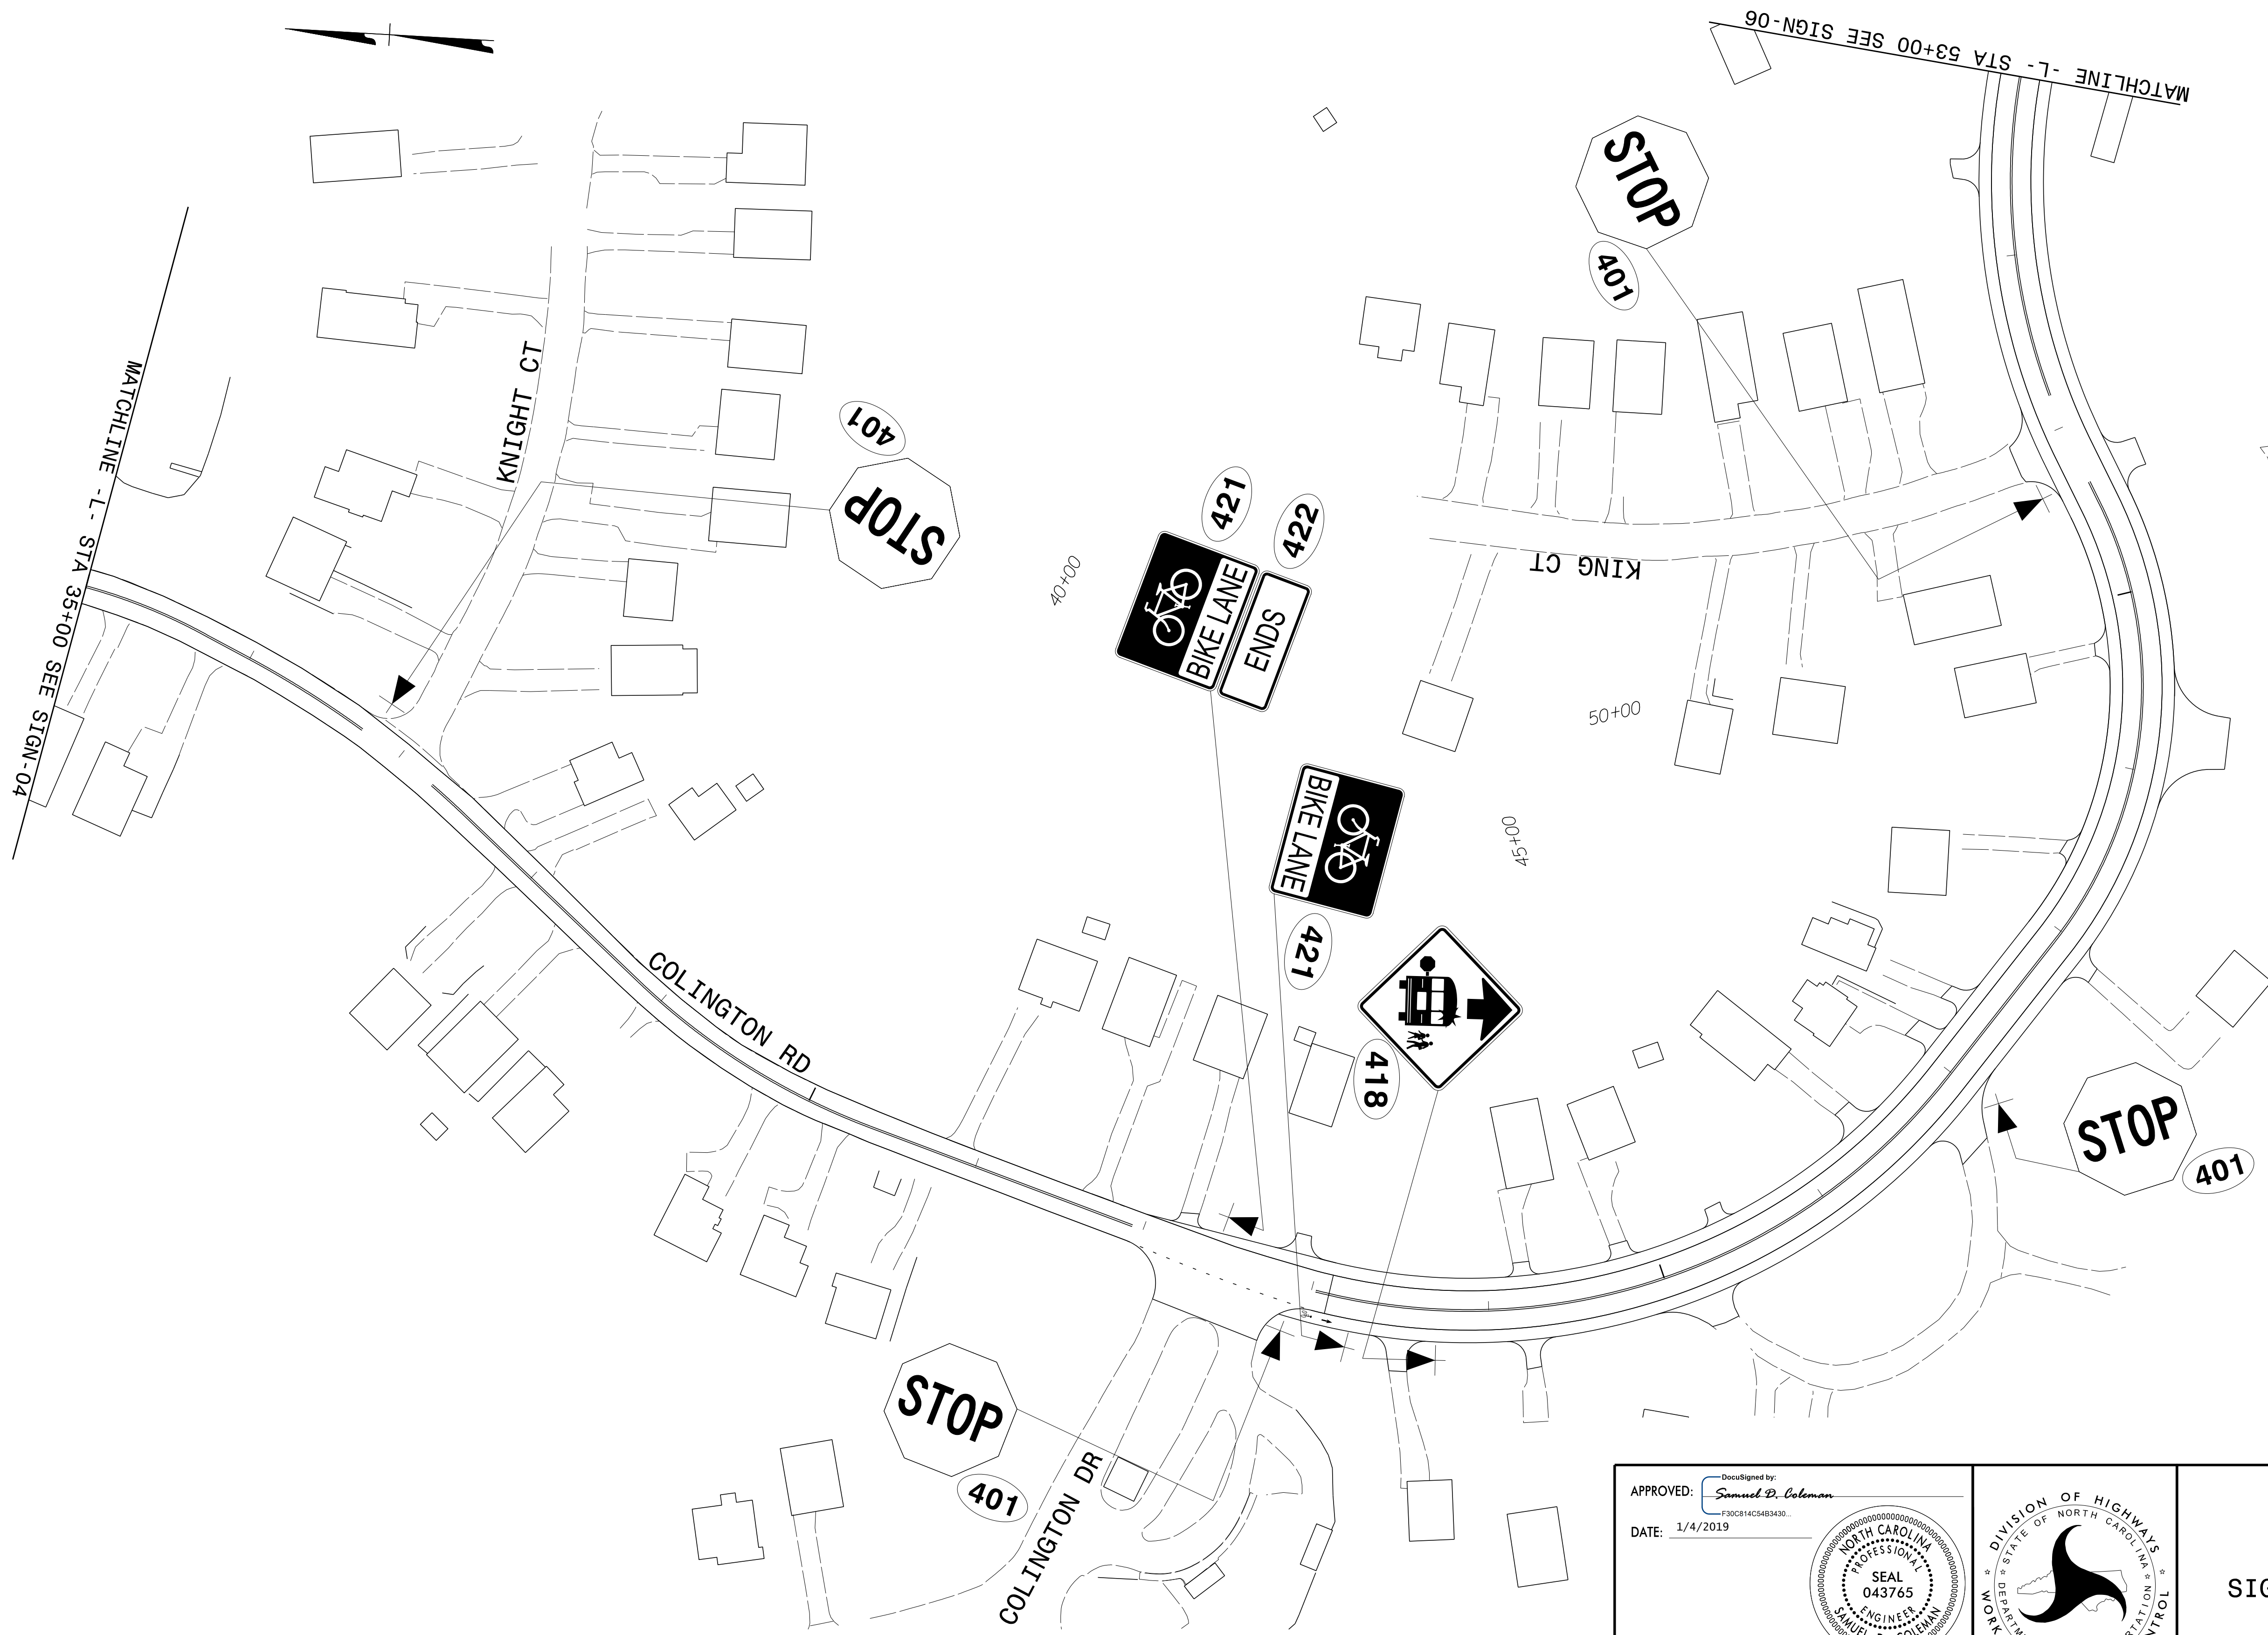 MATCHLINE -L- STA 53+00 SEE SIGN-06
MATCHLINE -L- STA 35+00 SEE SIGN-04
STOP
401
KNIGHT CT
401
STOP
421
422
BIKE LANE
ENDS
40+00
KING CT
50+00
BIKE LANE
421
45+00
418
COLINGTON RD
STOP
401
STOP
401
COLINGTON DR
APPROVED:
DocuSigned by:
Samuel D. Coleman
F30C814C54B3430...
DATE: 1/4/2019
NORTH CAROLINA
PROFESSIONAL
SEAL
043765
ENGINEER
DIVISION OF HIGHWAYS
STATE OF NORTH CAROLINA